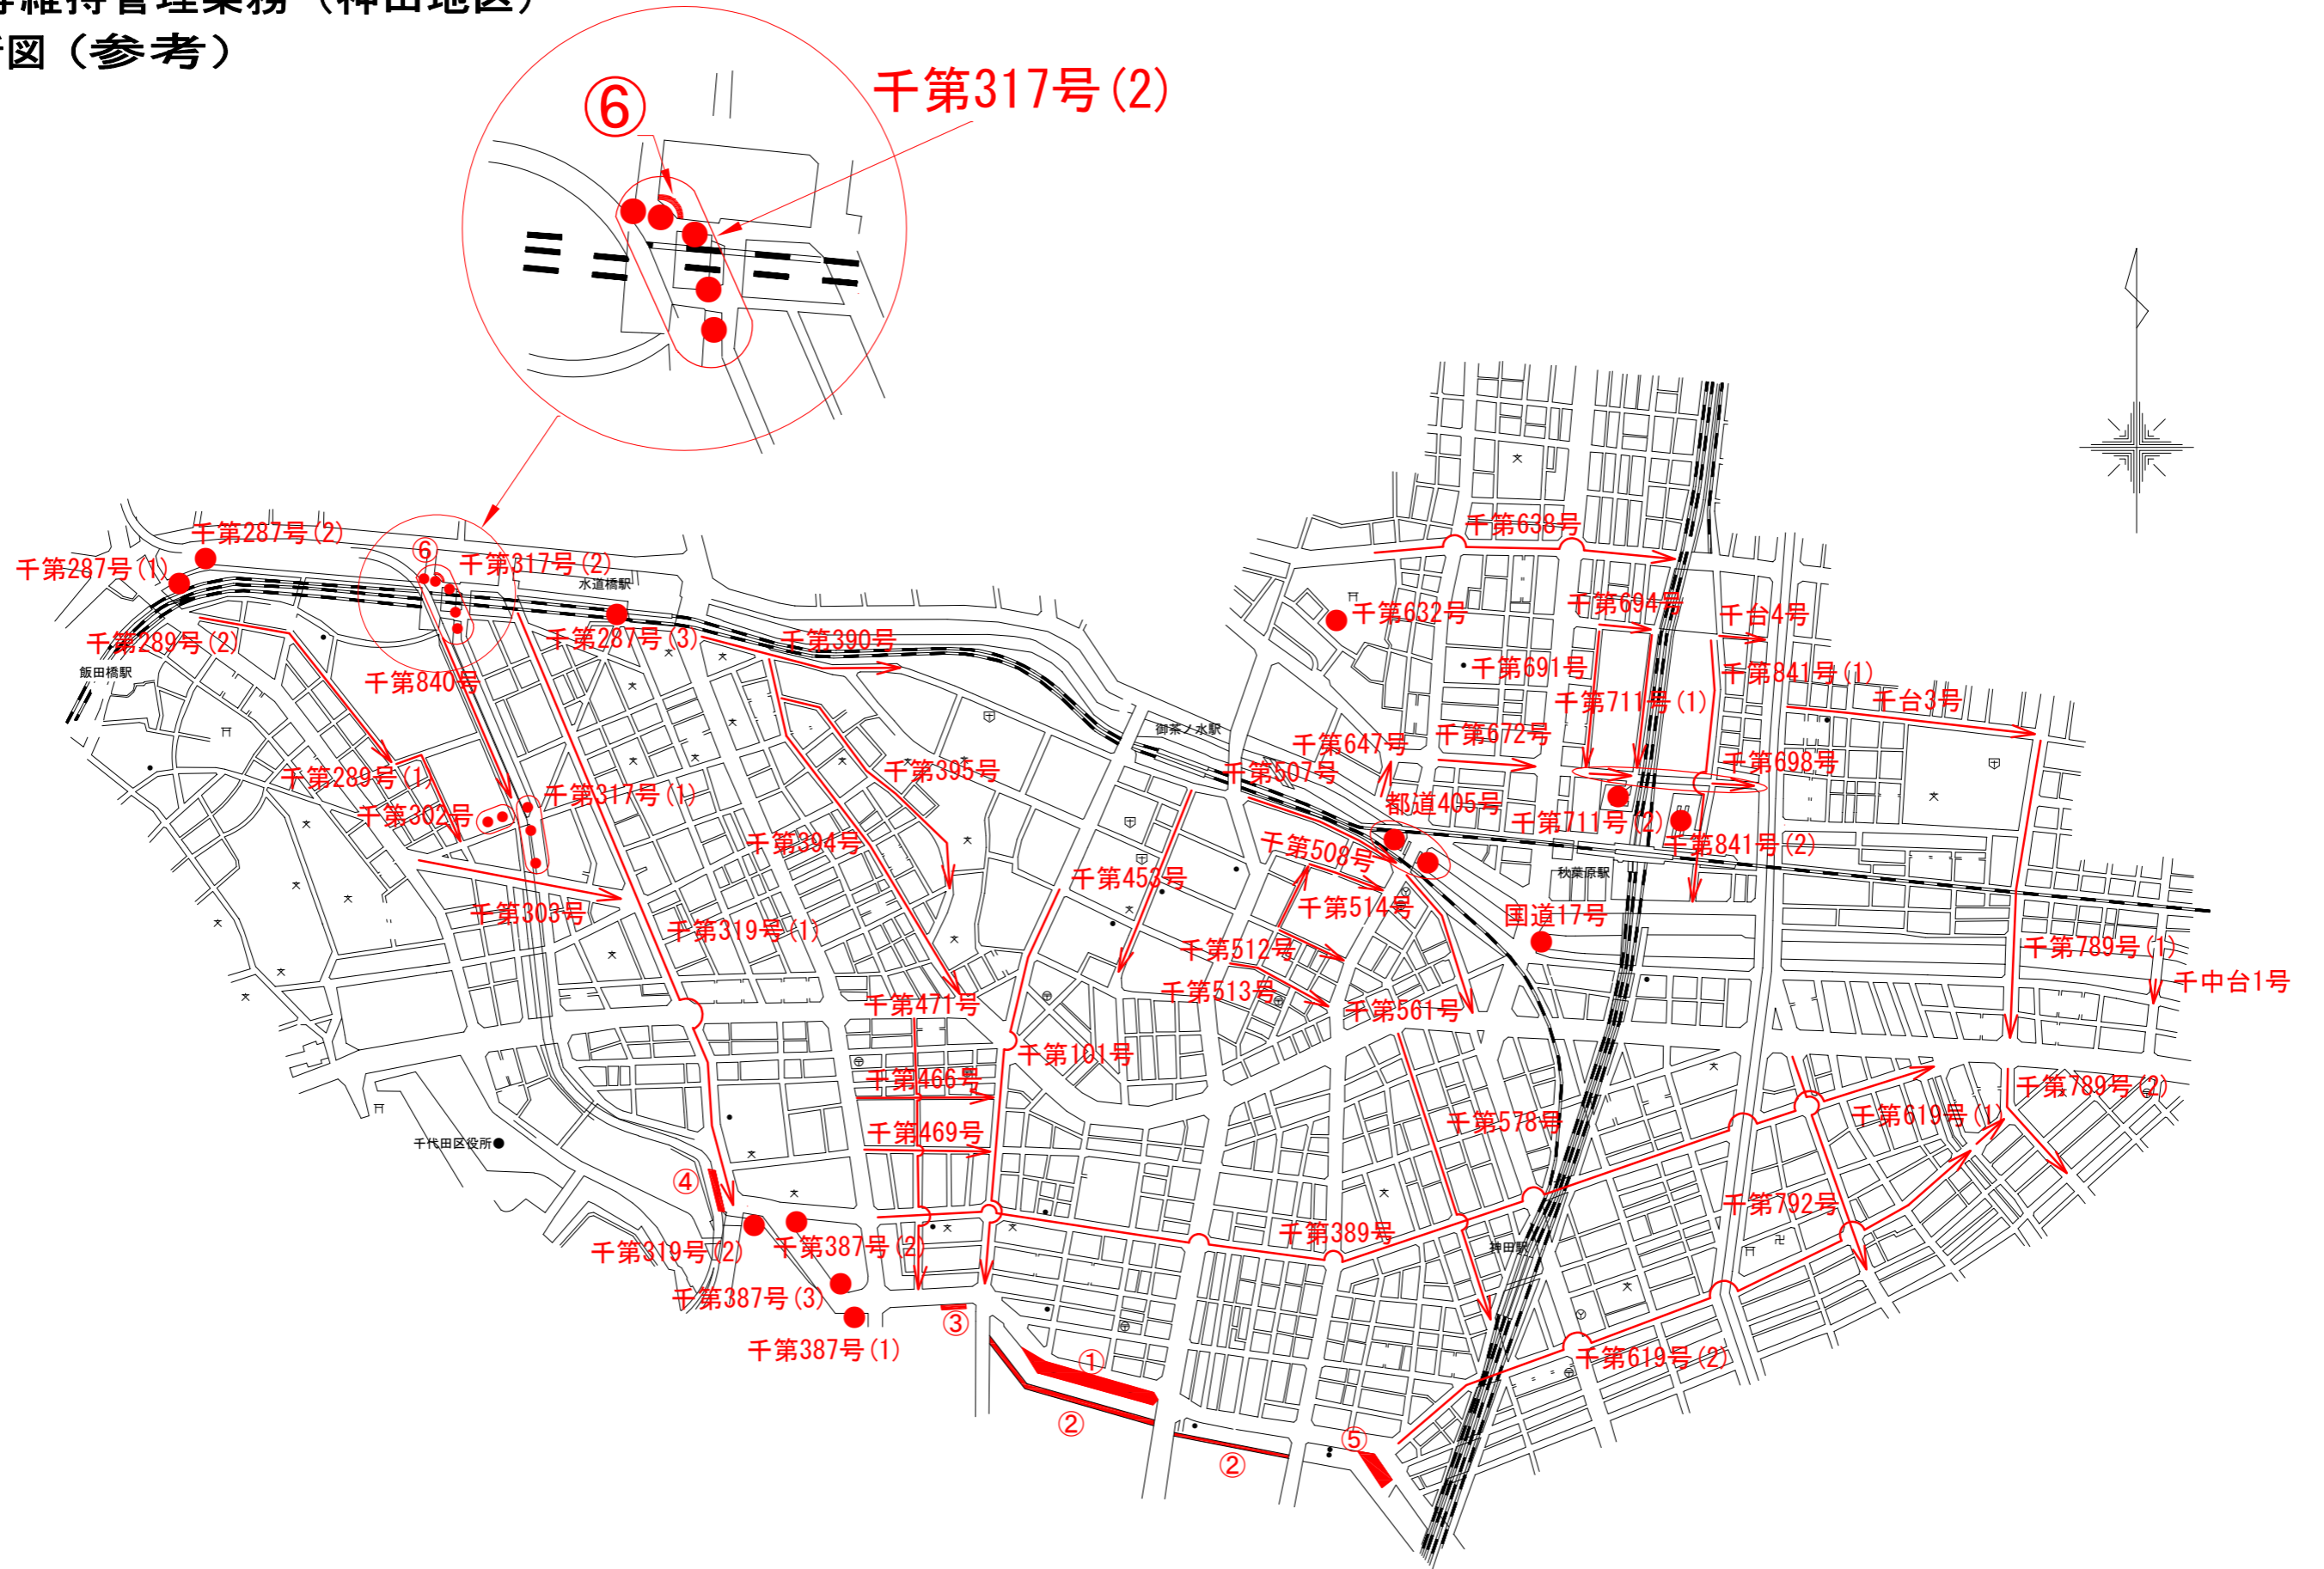 等維持管理業務（神田地区）
図（参考）
⑥
千第317号(2)
千第638号
千第287号(2)
⑥
千第317号(2)
千第287号(1)
水道橋駅
千第632号
千第694号
千台4号
千第289号(2)
千第287号(3)
千第390号
飯田橋駅
千第840号
千第691号
千第841号(1)
千台3号
千第711号(1)
御茶ノ水駅
千第647号
千第672号
千第289号(1)
千第395号
千第507号
千第698号
千第317号(1)
千第302号
都道405号
千第711号(2)
千第394号
千第508号
千第841号(2)
千第453号
秋葉原駅
千第303号
千第514号
国道17号
千第319号(1)
千第512号
千第789号(1)
千第513号
千中台1号
千第471号
千第561号
千第101号
千第466号
千第789号(2)
千第619号(1)
千第578号
千第469号
千代田区役所●
④
千第792号
千第389号
千第319号(2)
千第387号(2)
神田駅
千第387号(3)
③
千第387号(1)
①
千第619号(2)
②
⑤
②